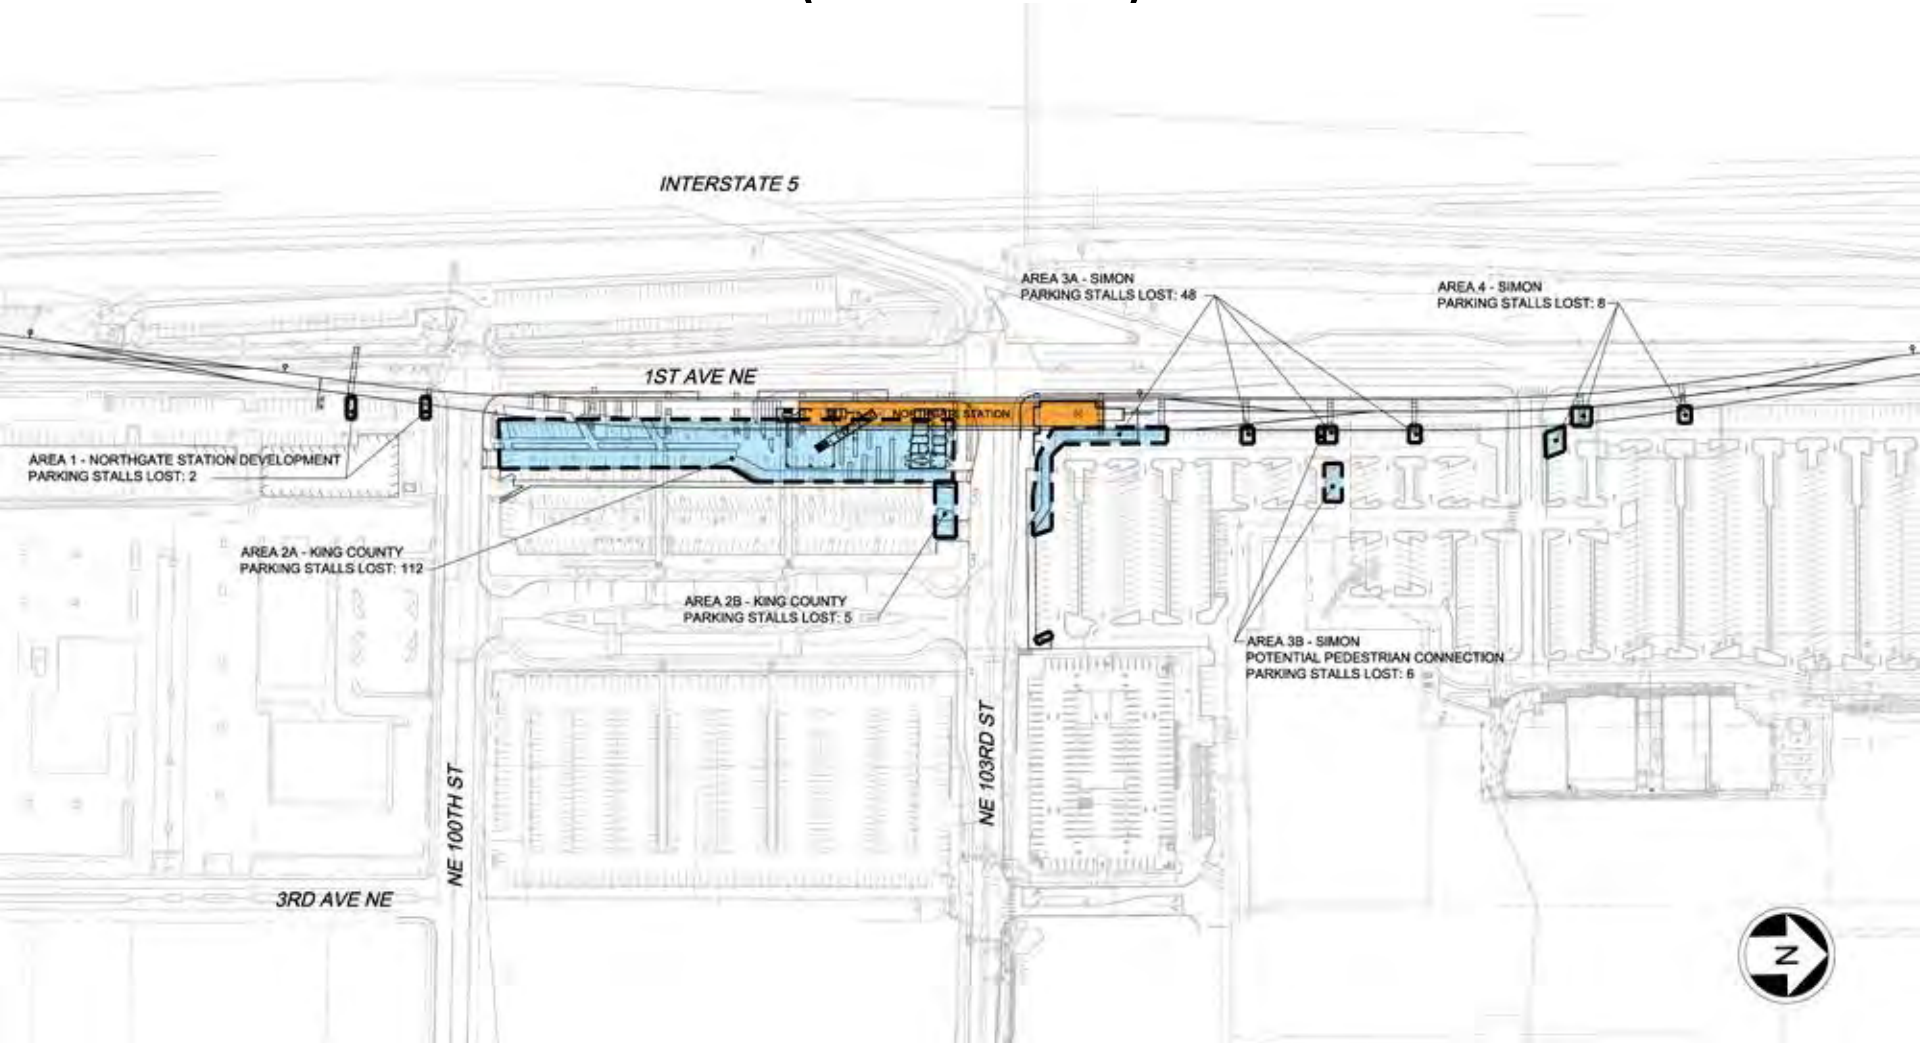 INTERSTATE 5
AREA 3A - SIMON
PARKING STALLS LOST: 48
AREA 4 - SIMON
PARKING STALLS LOST: 8
1ST AVE NE
NORTHGATE STATION
AREA 1 - NORTHGATE STATION DEVELOPMENT
PARKING STALLS LOST: 2
AREA 2A - KING COUNTY
PARKING STALLS LOST: 112
AREA 2B - KING COUNTY
PARKING STALLS LOST: 5
AREA 3B - SIMON
POTENTIAL PEDESTRIAN CONNECTION
PARKING STALLS LOST: 6
NE 100TH ST
NE 103RD ST
3RD AVE NE
N